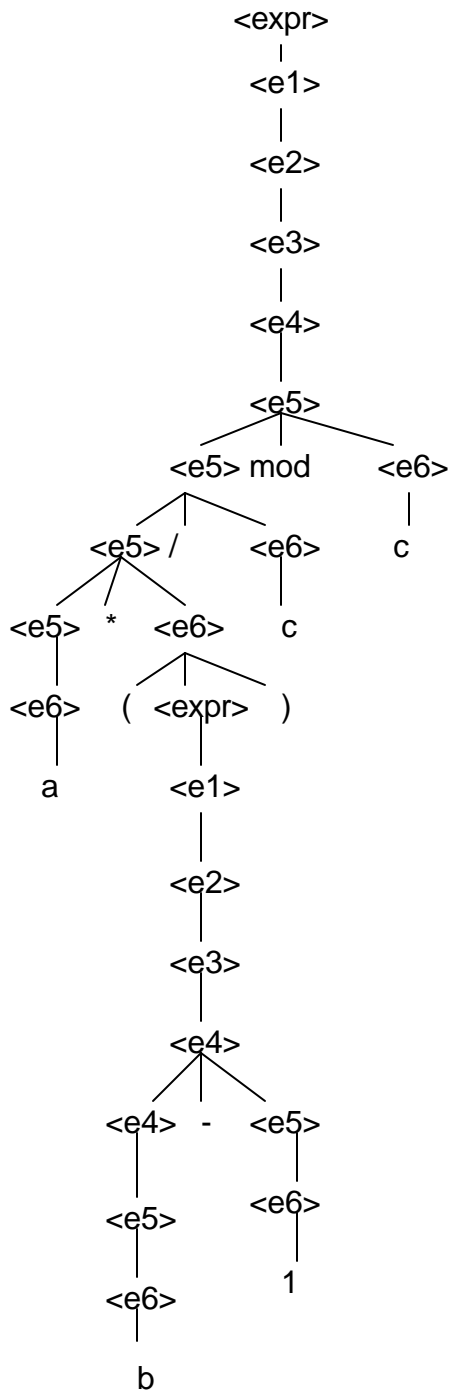 <expr>
<e1>
<e2>
<e3>
<e4>
<e5>
<e5> mod <e6>
<e5> / <e6> c
<e5> * <e6> c
<e6> ( <expr> )
a <e1>
<e2>
<e3>
<e4>
<e4> - <e5>
<e6>
<e5>
1
<e6>
b